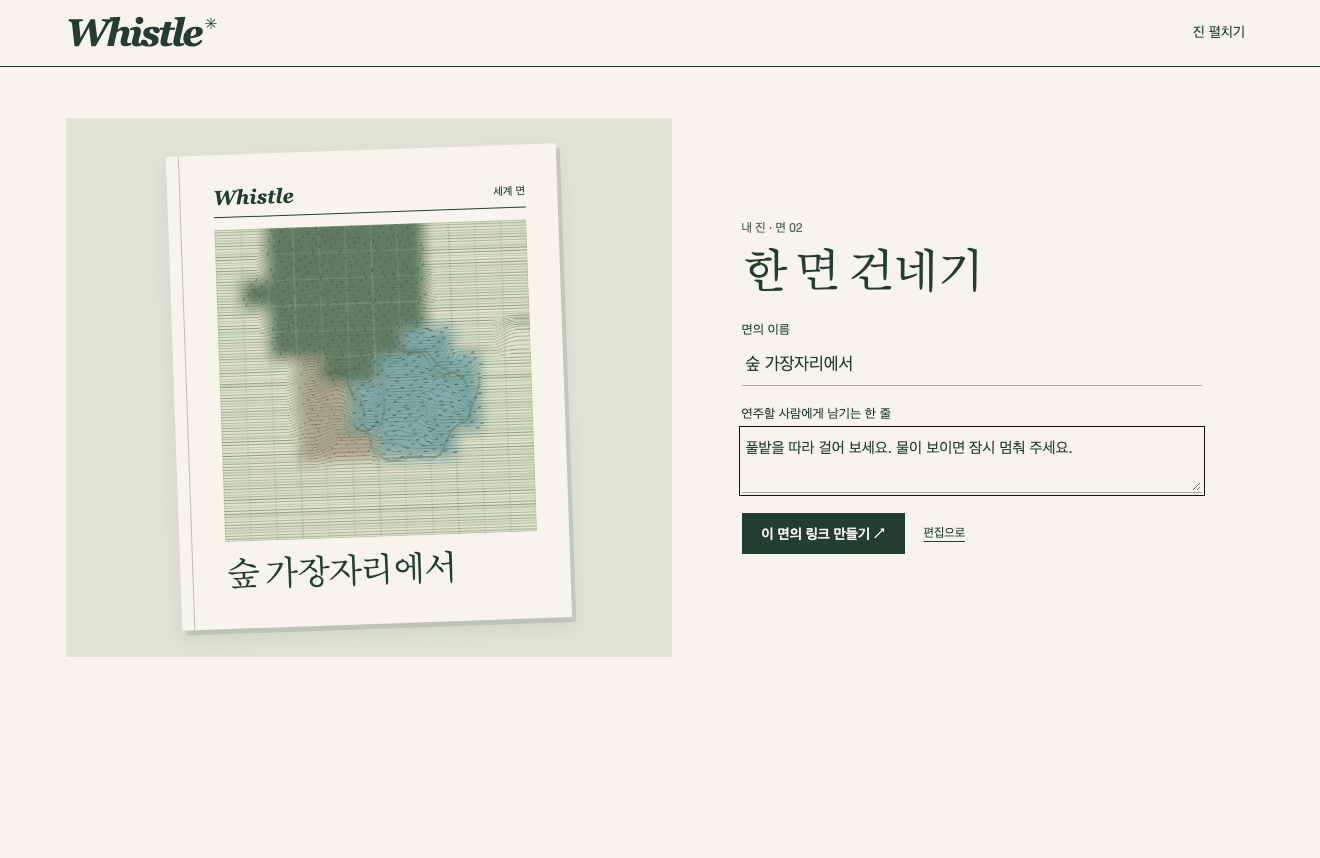 Whistle*
진 펼치기
Whistle
세계 면
숲 가장자리에서
내 진 · 면 02
한 면 건네기
면의 이름
숲 가장자리에서
연주할 사람에게 남기는 한 줄
풀밭을 따라 걸어 보세요. 물이 보이면 잠시 멈춰 주세요.
이 면의 링크 만들기 ↗
편집으로